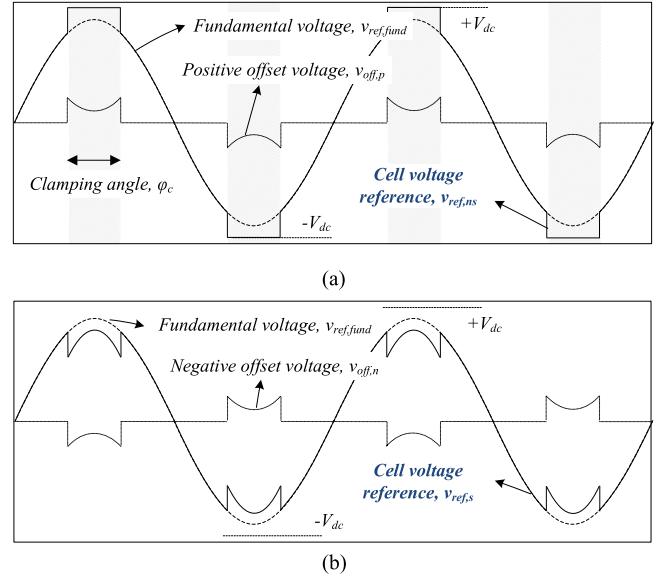 Fundamental voltage, v_ref,fund
+V_dc
Positive offset voltage, v_off,p
Clamping angle, φ_c
Cell voltage
reference, v_ref,ns
-V_dc
(a)
Fundamental voltage, v_ref,fund
+V_dc
Negative offset voltage, v_off,n
Cell voltage
reference, v_ref,s
-V_dc
(b)